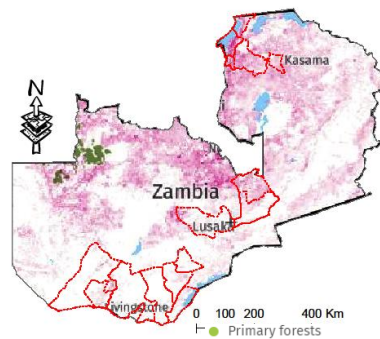 Kasama
N
Zambia
Lusaka
Livingstone
0 100 200 400 Km
Primary forests